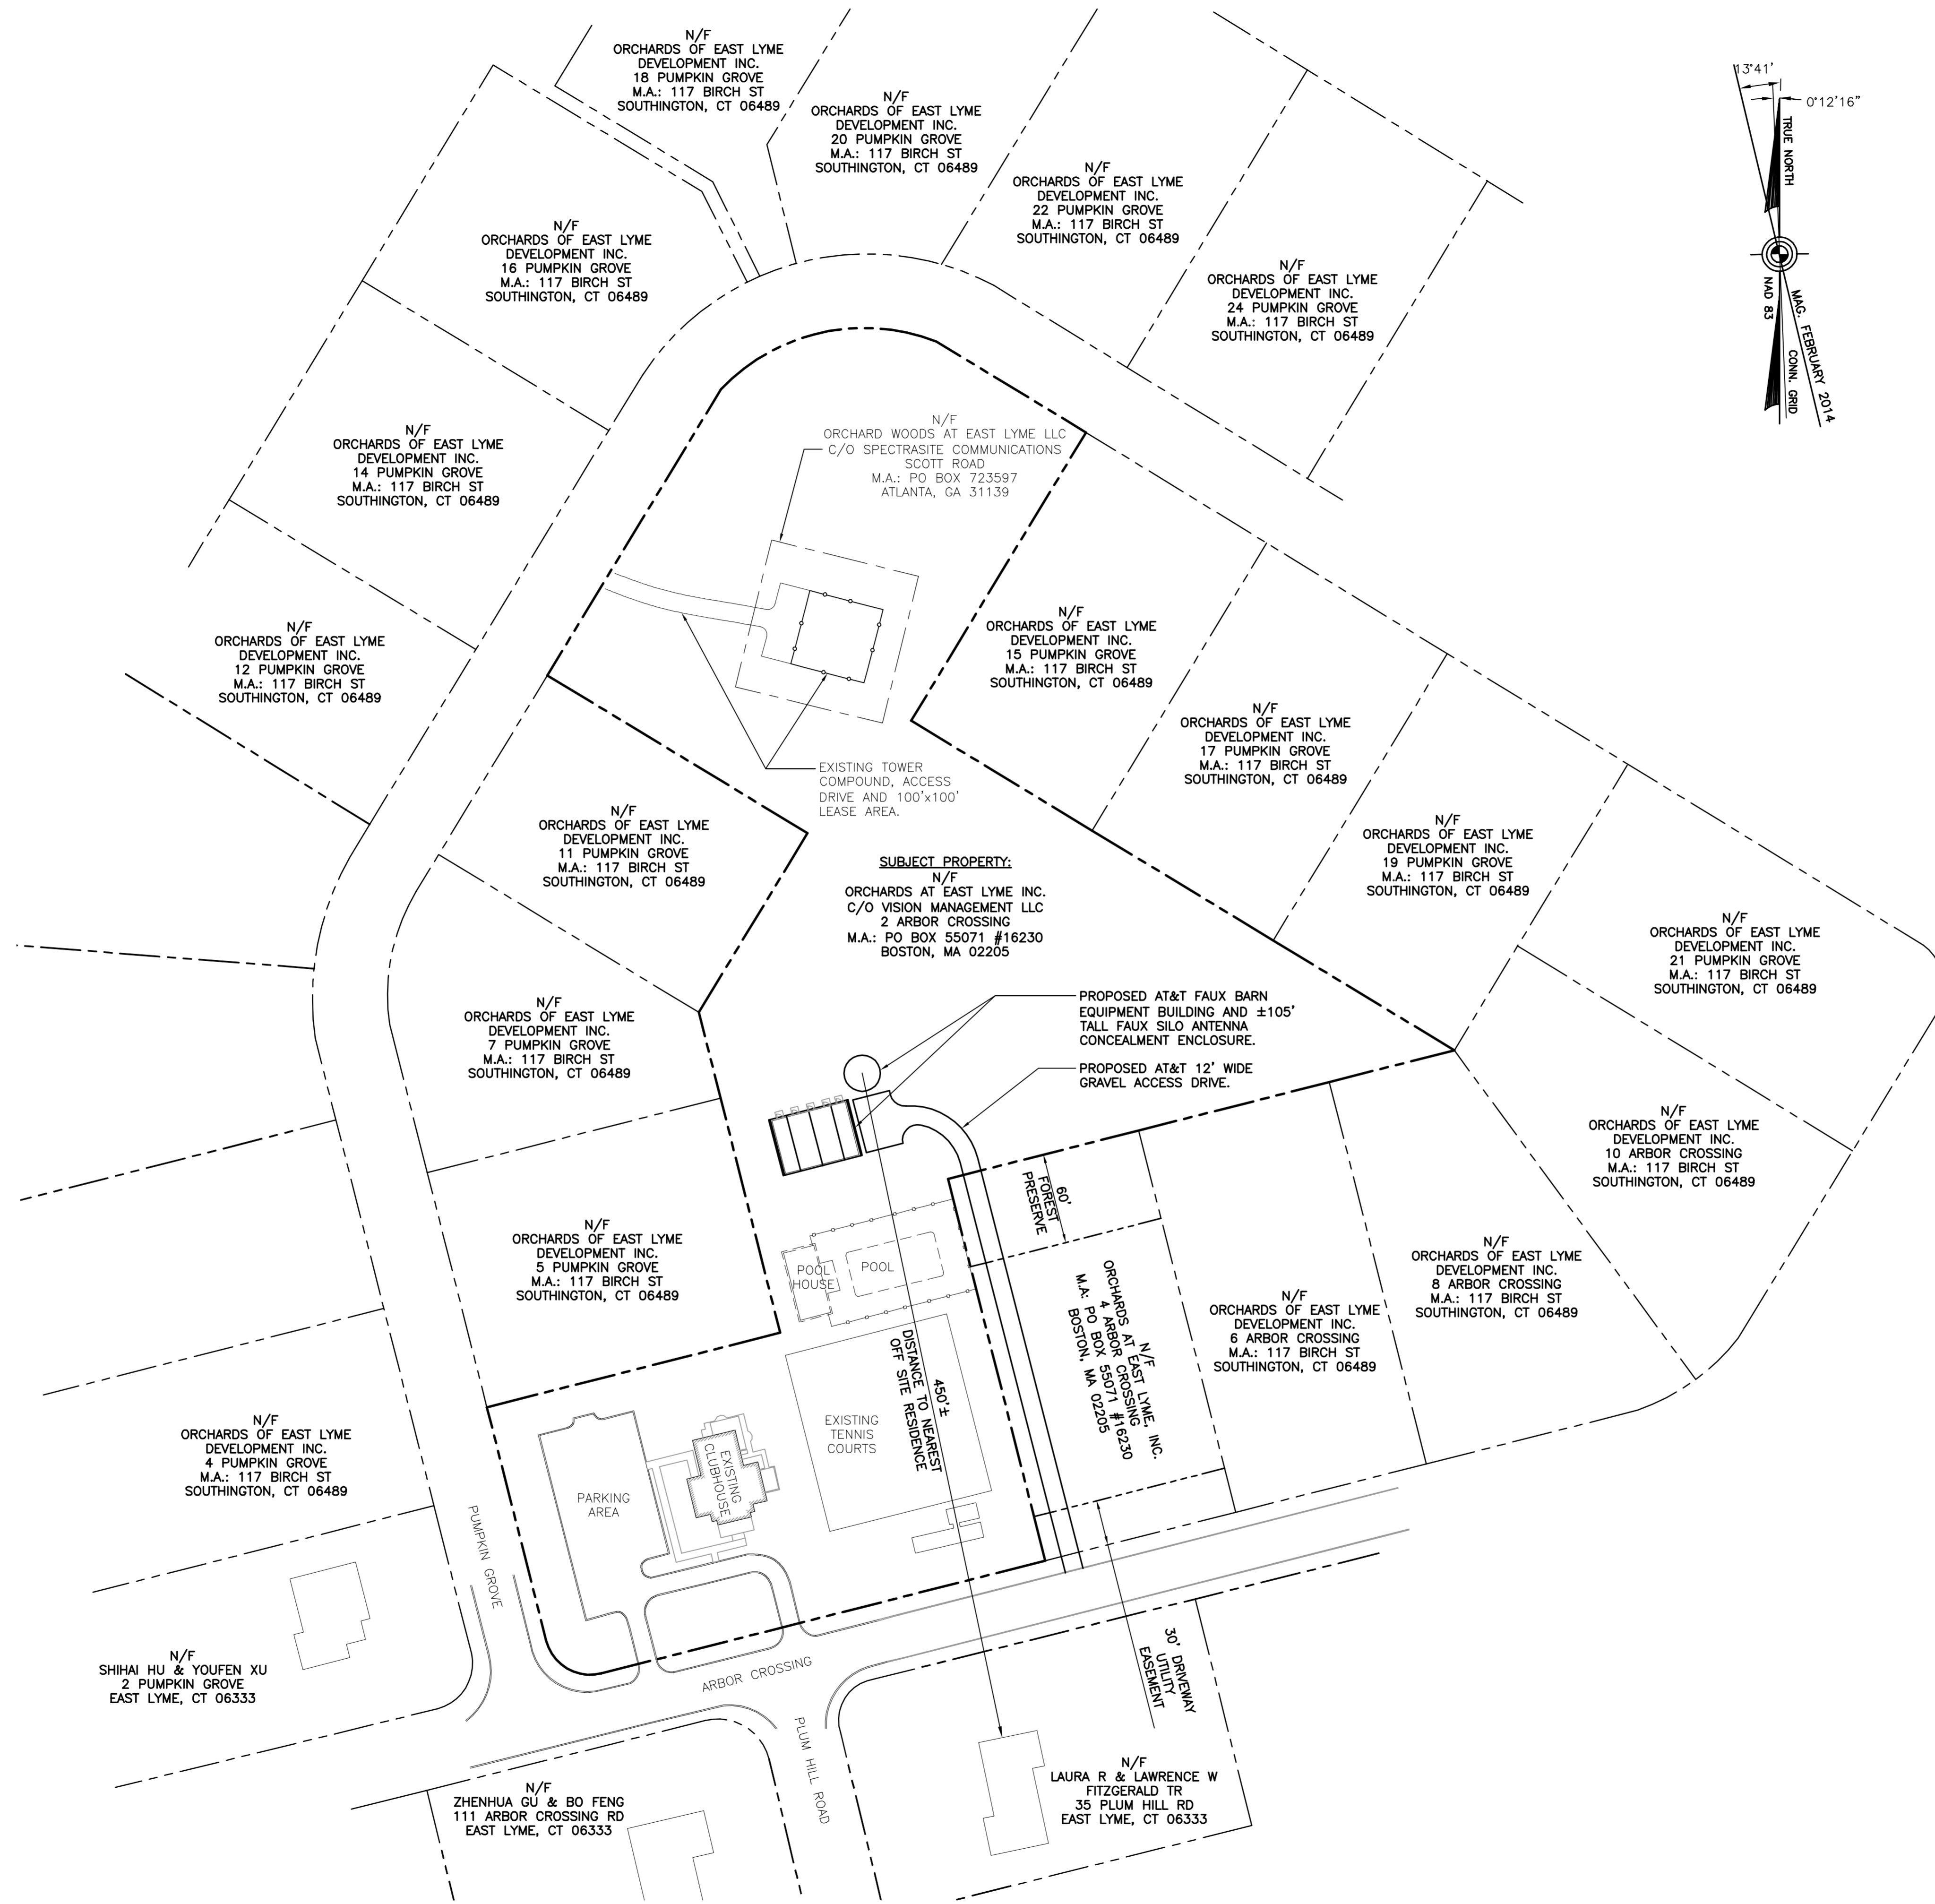 N/F
ORCHARDS OF EAST LYME
DEVELOPMENT INC.
18 PUMPKIN GROVE
M.A.: 117 BIRCH ST
SOUTHINGTON, CT 06489
N/F
ORCHARDS OF EAST LYME
DEVELOPMENT INC.
20 PUMPKIN GROVE
M.A.: 117 BIRCH ST
SOUTHINGTON, CT 06489
N/F
ORCHARDS OF EAST LYME
DEVELOPMENT INC.
22 PUMPKIN GROVE
M.A.: 117 BIRCH ST
SOUTHINGTON, CT 06489
N/F
ORCHARDS OF EAST LYME
DEVELOPMENT INC.
24 PUMPKIN GROVE
M.A.: 117 BIRCH ST
SOUTHINGTON, CT 06489
13°41'
0°12'16"
TRUE NORTH
NAD 83
MAG. FEBRUARY 2014
CONN. GRID
N/F
ORCHARDS OF EAST LYME
DEVELOPMENT INC.
16 PUMPKIN GROVE
M.A.: 117 BIRCH ST
SOUTHINGTON, CT 06489
N/F
ORCHARDS OF EAST LYME
DEVELOPMENT INC.
14 PUMPKIN GROVE
M.A.: 117 BIRCH ST
SOUTHINGTON, CT 06489
N/F
ORCHARD WOODS AT EAST LYME LLC
C/O SPECTRASITE COMMUNICATIONS
SCOTT ROAD
M.A.: PO BOX 723597
ATLANTA, GA 31139
N/F
ORCHARDS OF EAST LYME
DEVELOPMENT INC.
12 PUMPKIN GROVE
M.A.: 117 BIRCH ST
SOUTHINGTON, CT 06489
N/F
ORCHARDS OF EAST LYME
DEVELOPMENT INC.
15 PUMPKIN GROVE
M.A.: 117 BIRCH ST
SOUTHINGTON, CT 06489
N/F
ORCHARDS OF EAST LYME
DEVELOPMENT INC.
17 PUMPKIN GROVE
M.A.: 117 BIRCH ST
SOUTHINGTON, CT 06489
EXISTING TOWER
COMPOUND, ACCESS
DRIVE AND 100'x100'
LEASE AREA.
N/F
ORCHARDS OF EAST LYME
DEVELOPMENT INC.
11 PUMPKIN GROVE
M.A.: 117 BIRCH ST
SOUTHINGTON, CT 06489
N/F
ORCHARDS OF EAST LYME
DEVELOPMENT INC.
19 PUMPKIN GROVE
M.A.: 117 BIRCH ST
SOUTHINGTON, CT 06489
SUBJECT PROPERTY:
N/F
ORCHARDS AT EAST LYME INC.
C/O VISION MANAGEMENT LLC
2 ARBOR CROSSING
M.A.: PO BOX 55071 #16230
BOSTON, MA 02205
N/F
ORCHARDS OF EAST LYME
DEVELOPMENT INC.
21 PUMPKIN GROVE
M.A.: 117 BIRCH ST
SOUTHINGTON, CT 06489
N/F
ORCHARDS OF EAST LYME
DEVELOPMENT INC.
7 PUMPKIN GROVE
M.A.: 117 BIRCH ST
SOUTHINGTON, CT 06489
PROPOSED AT&T FAUX BARN
EQUIPMENT BUILDING AND ±105'
TALL FAUX SILO ANTENNA
CONCEALMENT ENCLOSURE.
PROPOSED AT&T 12' WIDE
GRAVEL ACCESS DRIVE.
N/F
ORCHARDS OF EAST LYME
DEVELOPMENT INC.
10 ARBOR CROSSING
M.A.: 117 BIRCH ST
SOUTHINGTON, CT 06489
60'
FOREST
PRESERVE
N/F
ORCHARDS OF EAST LYME
DEVELOPMENT INC.
5 PUMPKIN GROVE
M.A.: 117 BIRCH ST
SOUTHINGTON, CT 06489
POOL
HOUSE
POOL
N/F
ORCHARDS AT EAST LYME, INC.
4 ARBOR CROSSING
M.A: PO BOX 55071 #16230
BOSTON, MA 02205
N/F
ORCHARDS OF EAST LYME
DEVELOPMENT INC.
6 ARBOR CROSSING
M.A.: 117 BIRCH ST
SOUTHINGTON, CT 06489
N/F
ORCHARDS OF EAST LYME
DEVELOPMENT INC.
8 ARBOR CROSSING
M.A.: 117 BIRCH ST
SOUTHINGTON, CT 06489
450'±
DISTANCE TO NEAREST
OFF SITE RESIDENCE
EXISTING
TENNIS
COURTS
EXISTING
CLUBHOUSE
PARKING
AREA
N/F
ORCHARDS OF EAST LYME
DEVELOPMENT INC.
4 PUMPKIN GROVE
M.A.: 117 BIRCH ST
SOUTHINGTON, CT 06489
PUMPKIN GROVE
N/F
SHIHAI HU & YOUFEN XU
2 PUMPKIN GROVE
EAST LYME, CT 06333
ARBOR CROSSING
30' DRIVEWAY
UTILITY
EASEMENT
PLUM HILL ROAD
N/F
ZHENHUA GU & BO FENG
111 ARBOR CROSSING RD
EAST LYME, CT 06333
N/F
LAURA R & LAWRENCE W
FITZGERALD TR
35 PLUM HILL RD
EAST LYME, CT 06333